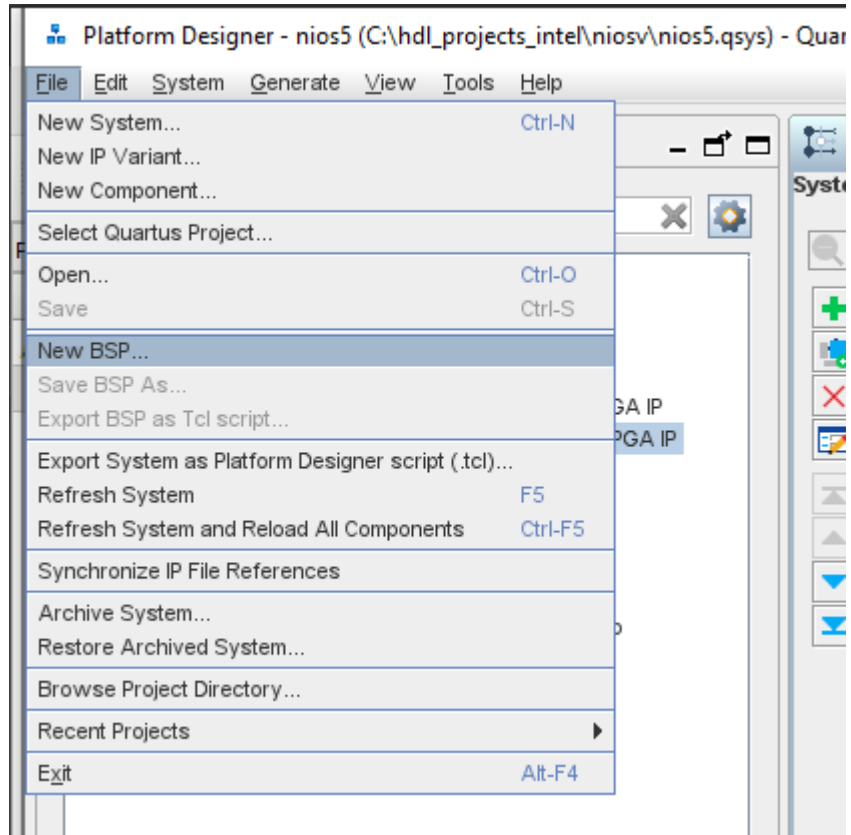 Platform Designer - nios5 (C:\hdl_projects_intel\niosv\nios5.qsys) - Quar
File Edit System Generate View Tools Help
New System... Ctrl-N
New IP Variant...
New Component...
Syste
Select Quartus Project...
Open... Ctrl-O
Save Ctrl-S
New BSP...
Save BSP As...
GA IP
Export BSP as Tcl script...
PGA IP
Export System as Platform Designer script (.tcl)...
Refresh System F5
Refresh System and Reload All Components Ctrl-F5
Synchronize IP File References
Archive System...
Restore Archived System...
Browse Project Directory...
Recent Projects
Exit Alt-F4